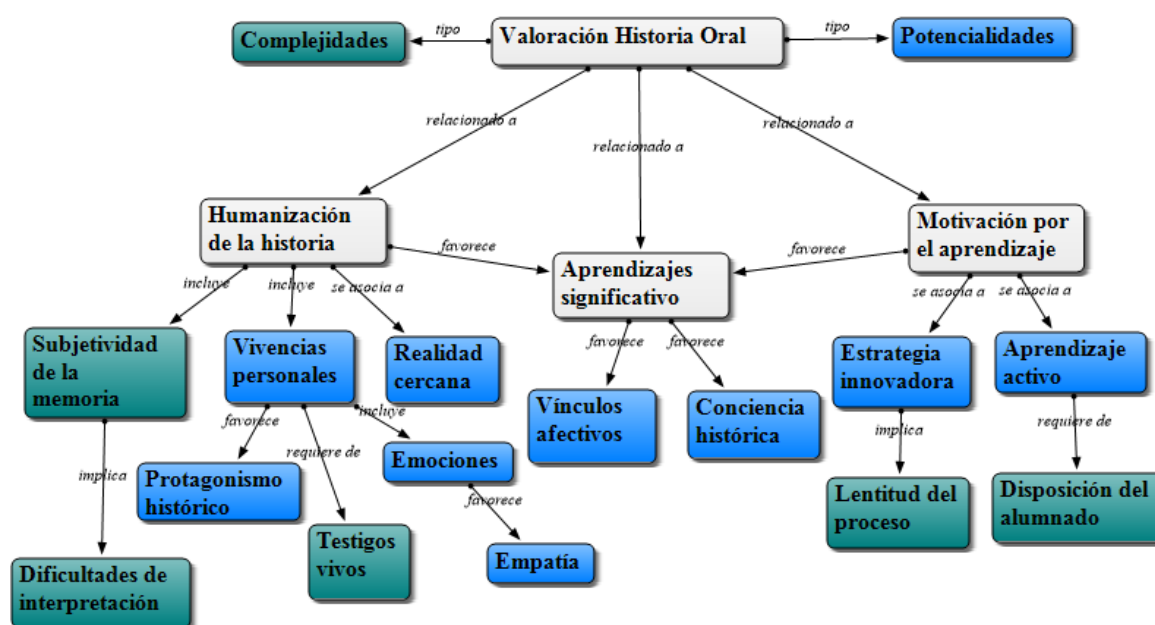 Complejidades
tipo
Valoración Historia Oral
tipo
Potencialidades
relacionado a
relacionado a
relacionado a
Humanización
de la historia
favorece
Aprendizajes
significativo
favorece
Motivación por
el aprendizaje
incluye
incluye
se asocia a
favorece
favorece
se asocia a
se asocia a
Subjetividad
de la
memoria
Vivencias
personales
Realidad
cercana
Vínculos
afectivos
Conciencia
histórica
Estrategia
innovadora
Aprendizaje
activo
implica
favorece
requiere de
incluye
implica
requiere de
Protagonismo
histórico
Emociones
favorece
Testigos
vivos
Empatía
Lentitud del
proceso
Disposición del
alumnado
Dificultades de
interpretación